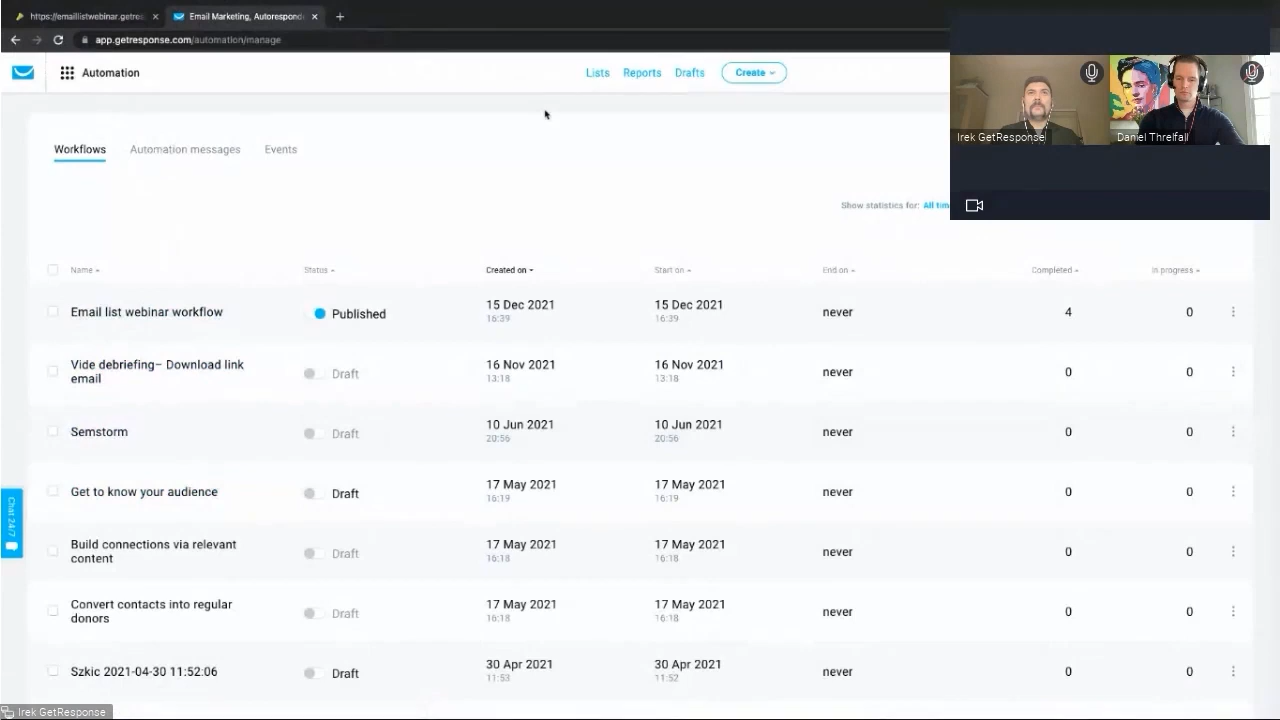 https://emaillistwebinar.getres
Email Marketing, Autoresponde
app.getresponse.com/automation/manage
Automation
Lists
Reports
Drafts
Create
Irek GetResponse
Daniel Threlfall
Workflows
Automation messages
Events
Show statistics for: All tim
Name
Status
Created on
Start on
End on
Completed
In progress
Email list webinar workflow
Published
15 Dec 2021
16:39
15 Dec 2021
16:39
never
4
0
Vide debriefing– Download link
email
Draft
16 Nov 2021
13:18
16 Nov 2021
13:18
never
0
0
Semstorm
Draft
10 Jun 2021
20:56
10 Jun 2021
20:56
never
0
0
Get to know your audience
Draft
17 May 2021
16:19
17 May 2021
16:19
never
0
0
Build connections via relevant
content
Draft
17 May 2021
16:18
17 May 2021
16:18
never
0
0
Convert contacts into regular
donors
Draft
17 May 2021
16:18
17 May 2021
16:18
never
0
0
Szkic 2021-04-30 11:52:06
Draft
30 Apr 2021
11:53
30 Apr 2021
11:52
never
0
0
Chat 24/7
Irek GetResponse